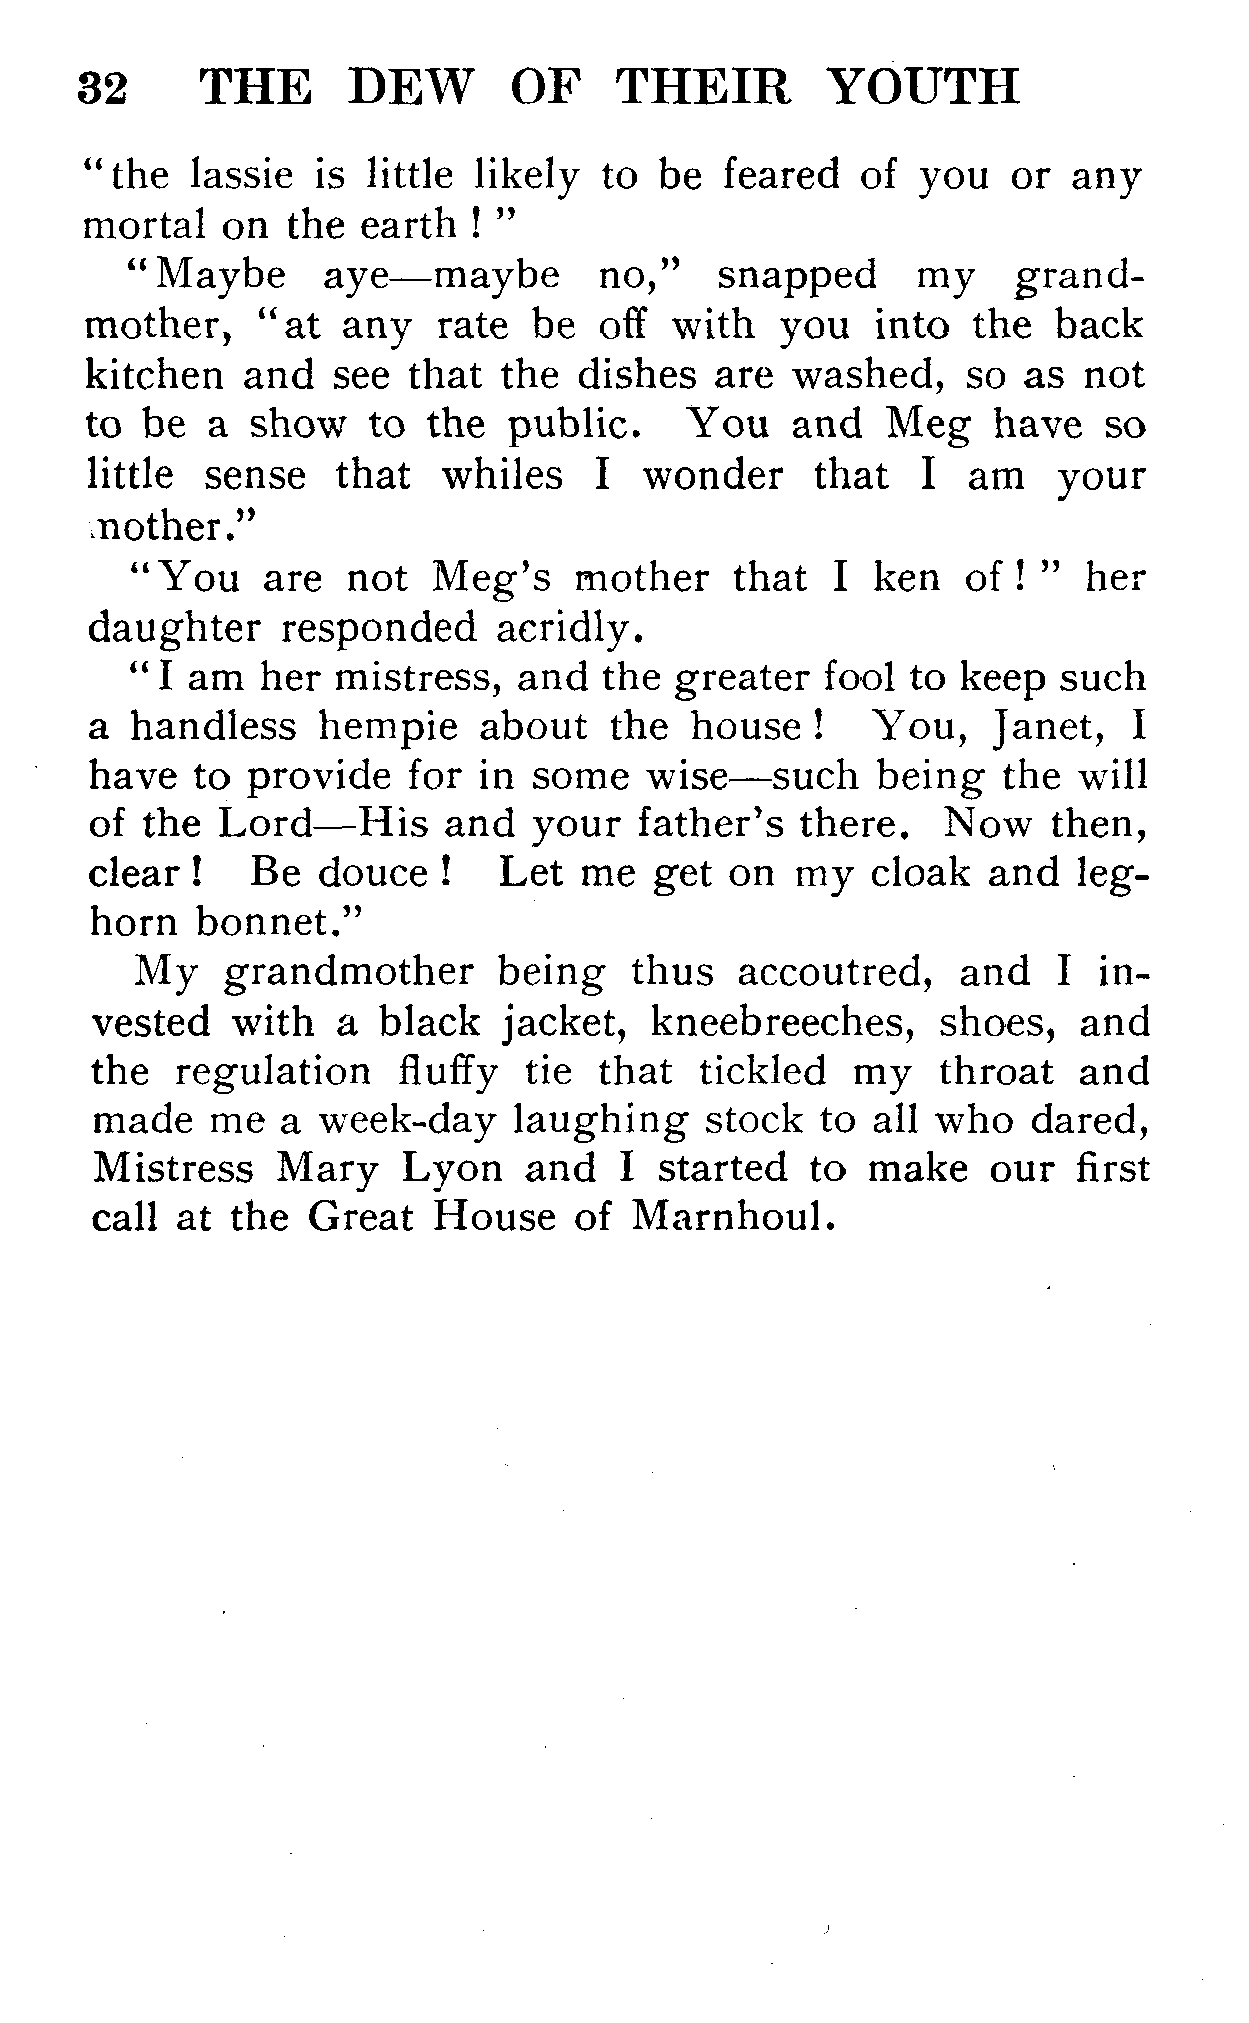 32 THE DEW OF THEIR YOUTH
“the lassie is little likely to be feared of you or any
mortal on the earth ! ”
“Maybe aye—maybe no,” snapped my grand-
mother, “at any rate be off with you into the back
kitchen and see that the dishes are washed, so as not
to be a show to the public. You and Meg have so
little sense that whiles I wonder that I am your
mother.”
“You are not Meg’s mother that I ken of ! ” her
daughter responded acridly.
“I am her mistress, and the greater fool to keep such
a handless hempie about the house ! You, Janet, I
have to provide for in some wise—such being the will
of the Lord—His and your father’s there. Now then,
clear ! Be douce ! Let me get on my cloak and leg-
horn bonnet.”
My grandmother being thus accoutred, and I in-
vested with a black jacket, kneebreeches, shoes, and
the regulation fluffy tie that tickled my throat and
made me a week-day laughing stock to all who dared,
Mistress Mary Lyon and I started to make our first
call at the Great House of Marnhoul.